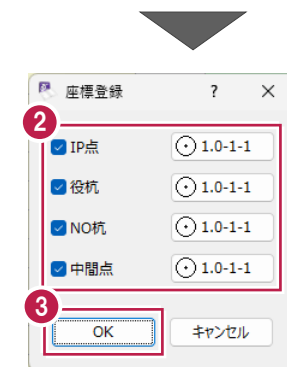 座標登録 ? ×
2
IP点 1.0-1-1
役杭 1.0-1-1
NO杭 1.0-1-1
中間点 1.0-1-1
3
OK キャンセル